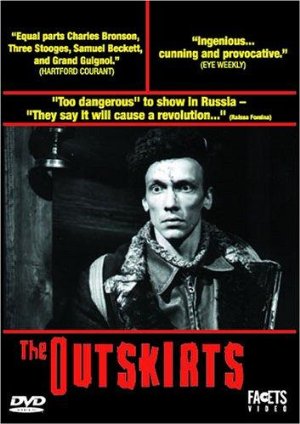 "Equal parts Charles Bronson,
Three Stooges, Samuel Beckett,
and Grand Guignol."
(HARTFORD COURANT)
"Ingenious...
cunning and provocative."
(EYE WEEKLY)
"Too dangerous" to show in Russia –
"They say it will cause a revolution..." (Raissa Fomina)
The OUTSKIRTS
DVD
VIDEO
FACETS
VIDEO